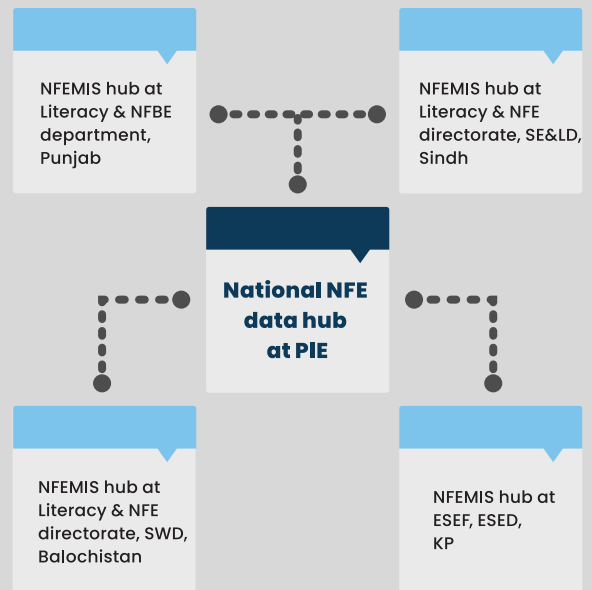 NFEMIS hub at
Literacy & NFBE
department,
Punjab
NFEMIS hub at
Literacy & NFE
directorate, SE&LD,
Sindh
National NFE
data hub
at PIE
NFEMIS hub at
Literacy & NFE
directorate, SWD,
Balochistan
NFEMIS hub at
ESEF, ESED,
KP